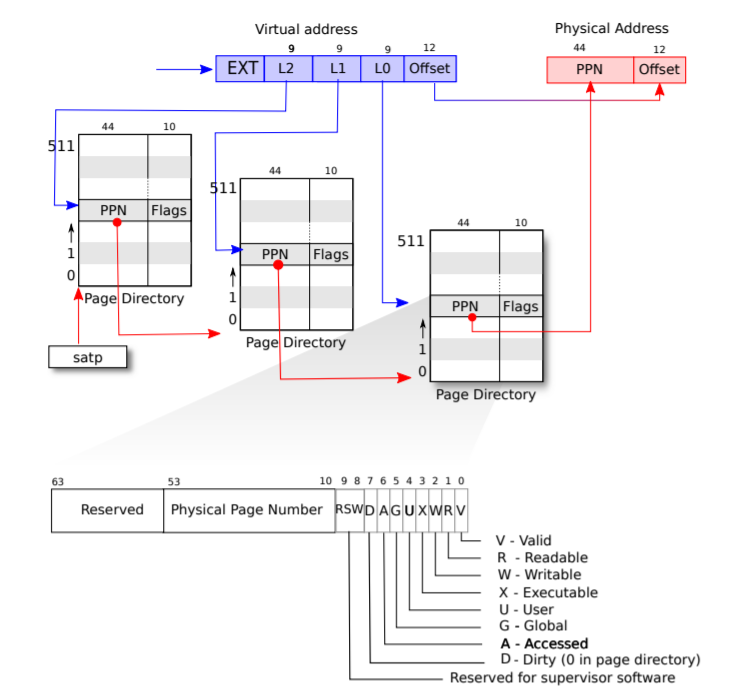 Virtual address
Physical Address
9 9 9 12
44 12
EXT L2 L1 L0 Offset
PPN Offset
44 10
511
PPN Flags
1
0
Page Directory
satp
44 10
511
PPN Flags
1
0
Page Directory
44 10
511
PPN Flags
1
0
Page Directory
63 53 10 9 8 7 6 5 4 3 2 1 0
Reserved Physical Page Number RSW D A G U X W R V
V - Valid
R - Readable
W - Writable
X - Executable
U - User
G - Global
A - Accessed
D - Dirty (0 in page directory)
Reserved for supervisor software